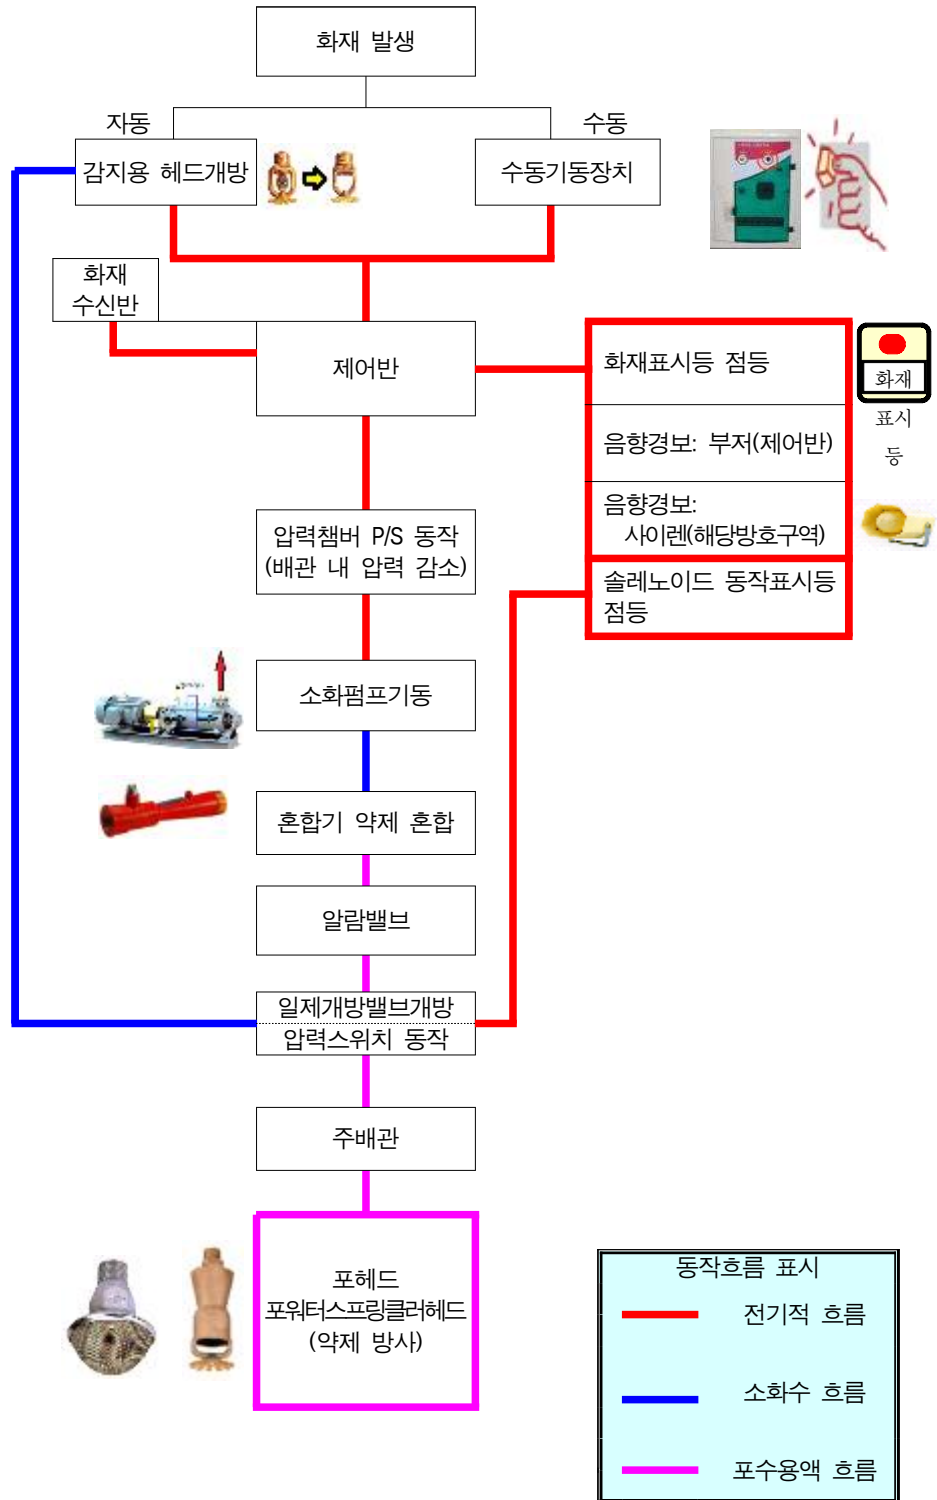 화재 발생
자동
수동
감지용 헤드개방
수동기동장치
화재
수신반
제어반
화재표시등 점등
화재
표시
등
음향경보: 부저(제어반)
음향경보:
사이렌(해당방호구역)
솔레노이드 동작표시등
점등
압력챔버 P/S 동작
(배관 내 압력 감소)
소화펌프기동
혼합기 약제 혼합
알람밸브
일제개방밸브개방
압력스위치 동작
주배관
포헤드
포워터스프링클러헤드
(약제 방사)
동작흐름 표시
전기적 흐름
소화수 흐름
포수용액 흐름